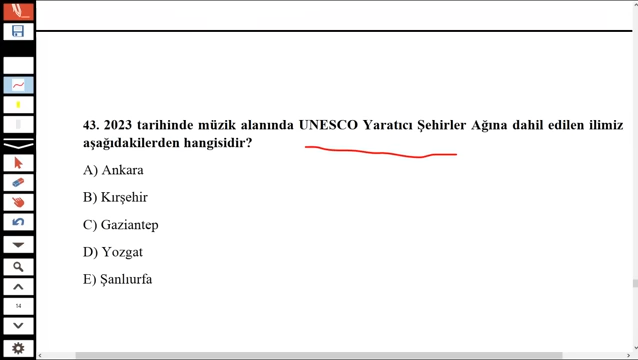 43. 2023 tarihinde müzik alanında UNESCO Yaratıcı Şehirler Ağına dahil edilen ilimiz
aşağıdakilerden hangisidir?
A) Ankara
B) Kırşehir
C) Gaziantep
D) Yozgat
E) Şanlıurfa
14